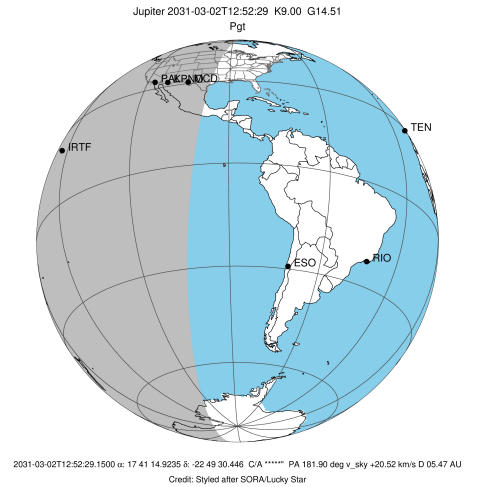 Jupiter 2031-03-02T12:52:29 K9.00 G14.51
Pgt
MCD
TEN
IRTF
ESO
RIO
2031-03-02T12:52:29.1500 α: 17 41 14.9235 δ: -22 49 30.446 C/A *****" PA 181.90 deg v_sky +20.52 km/s D 05.47 AU
Credit: Styled after SORA/Lucky Star